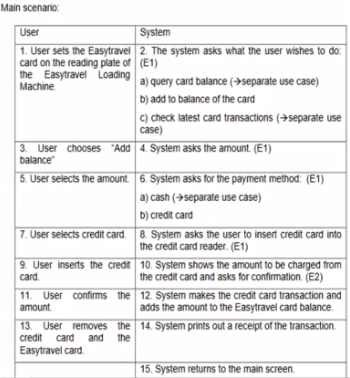 Main scenario:
User
System
1. User sets the Easytravel
card on the reading plate of
the Easytravel Loading
Machine.
2. The system asks what the user wishes to do:
(E1)
a) query card balance (→separate use case)
b) add to balance of the card
c) check latest card transactions (→separate use
case)
3. User chooses "Add
balance"
4. System asks the amount. (E1)
5. User selects the amount.
6. System asks for the payment method: (E1)
a) cash (→separate use case)
b) credit card
7. User selects credit card.
8. System asks the user to insert credit card into
the credit card reader. (E1)
9. User inserts the credit
card.
10. System shows the amount to be charged from
the credit card and asks for confirmation. (E2)
11. User confirms the
amount.
12. System makes the credit card transaction and
adds the amount to the Easytravel card balance.
13. User removes the
credit card and the
Easytravel card.
14. System prints out a receipt of the transaction.
15. System returns to the main screen.